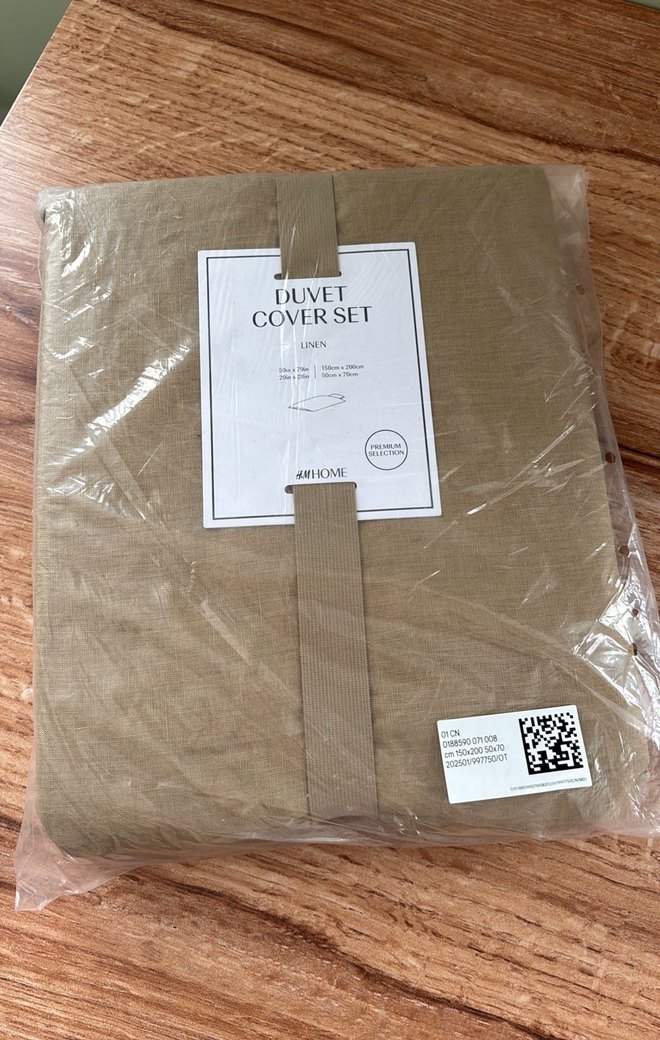 DUVET
COVER SET
LINEN
59in x 79in | 150cm x 200cm
20in x 28in | 50cm x 70cm
PREMIUM
SELECTION
H&M HOME
01 CN
0188590 071 008
cm 150x200 50x70
202501/997750/OT